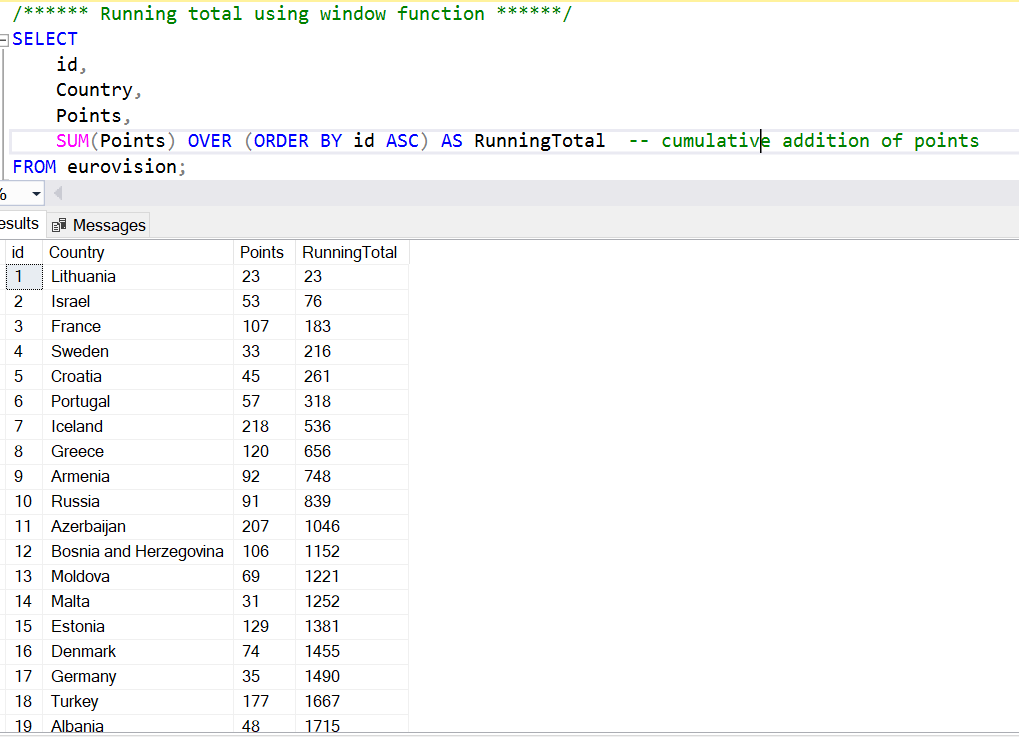 /****** Running total using window function ******/
SELECT
id,
Country,
Points,
SUM(Points) OVER (ORDER BY id ASC) AS RunningTotal  -- cumulative addition of points
FROM eurovision;
%
esults Messages
id Country Points RunningTotal
1 Lithuania 23 23
2 Israel 53 76
3 France 107 183
4 Sweden 33 216
5 Croatia 45 261
6 Portugal 57 318
7 Iceland 218 536
8 Greece 120 656
9 Armenia 92 748
10 Russia 91 839
11 Azerbaijan 207 1046
12 Bosnia and Herzegovina 106 1152
13 Moldova 69 1221
14 Malta 31 1252
15 Estonia 129 1381
16 Denmark 74 1455
17 Germany 35 1490
18 Turkey 177 1667
19 Albania 48 1715